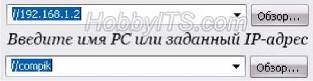 //192.168.1.2 Обзор...
HobbyITS.com
Введите имя PC или заданный IP-адрес
//compik Обзор...